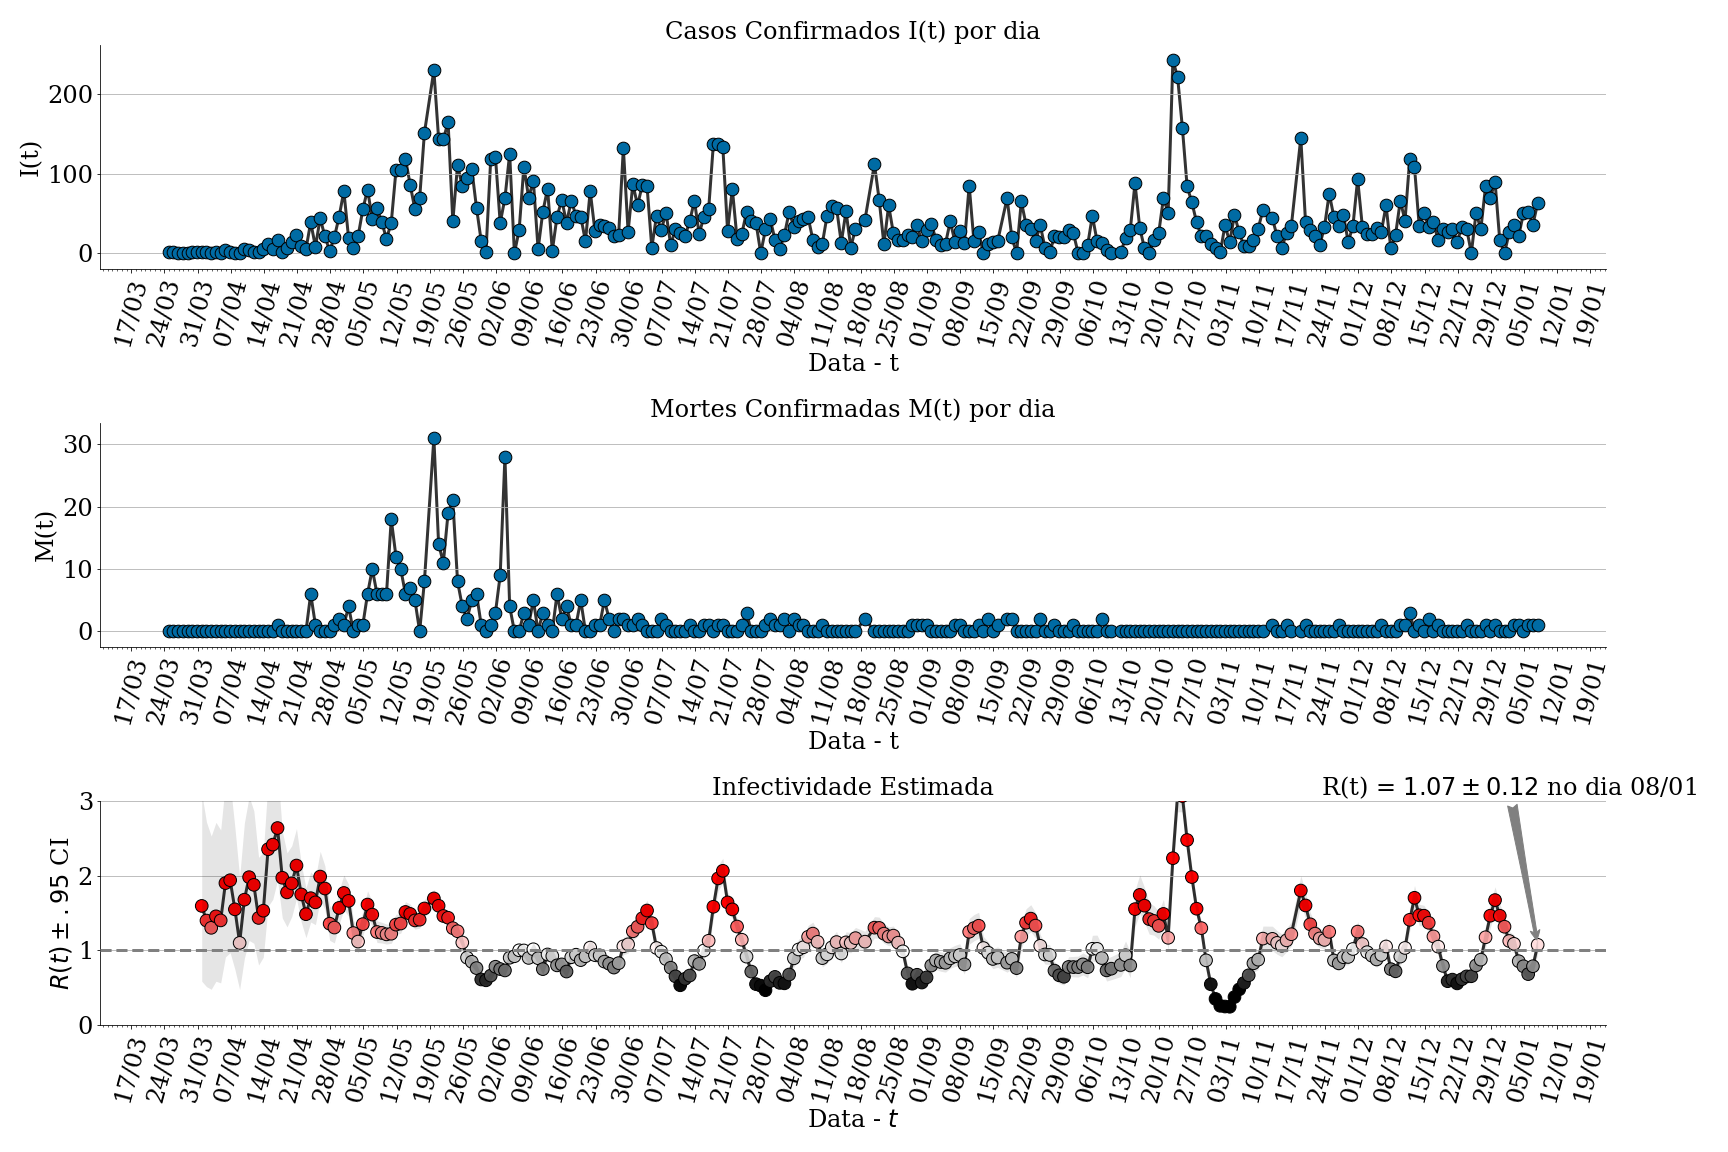 Casos Confirmados I(t) por dia
I(t)
200
100
0
17/03 24/03 31/03 07/04 14/04 21/04 28/04 05/05 12/05 19/05 26/05 02/06 09/06 16/06 23/06 30/06 07/07 14/07 21/07 28/07 04/08 11/08 18/08 25/08 01/09 08/09 15/09 22/09 29/09 06/10 13/10 20/10 27/10 03/11 10/11 17/11 24/11 01/12 08/12 15/12 22/12 29/12 05/01 12/01 19/01
Data - t
Mortes Confirmadas M(t) por dia
M(t)
30
20
10
0
17/03 24/03 31/03 07/04 14/04 21/04 28/04 05/05 12/05 19/05 26/05 02/06 09/06 16/06 23/06 30/06 07/07 14/07 21/07 28/07 04/08 11/08 18/08 25/08 01/09 08/09 15/09 22/09 29/09 06/10 13/10 20/10 27/10 03/11 10/11 17/11 24/11 01/12 08/12 15/12 22/12 29/12 05/01 12/01 19/01
Data - t
Infectividade Estimada
R(t) = 1.07 ± 0.12 no dia 08/01
R(t) ± .95 CI
3
2
1
0
17/03 24/03 31/03 07/04 14/04 21/04 28/04 05/05 12/05 19/05 26/05 02/06 09/06 16/06 23/06 30/06 07/07 14/07 21/07 28/07 04/08 11/08 18/08 25/08 01/09 08/09 15/09 22/09 29/09 06/10 13/10 20/10 27/10 03/11 10/11 17/11 24/11 01/12 08/12 15/12 22/12 29/12 05/01 12/01 19/01
Data - t